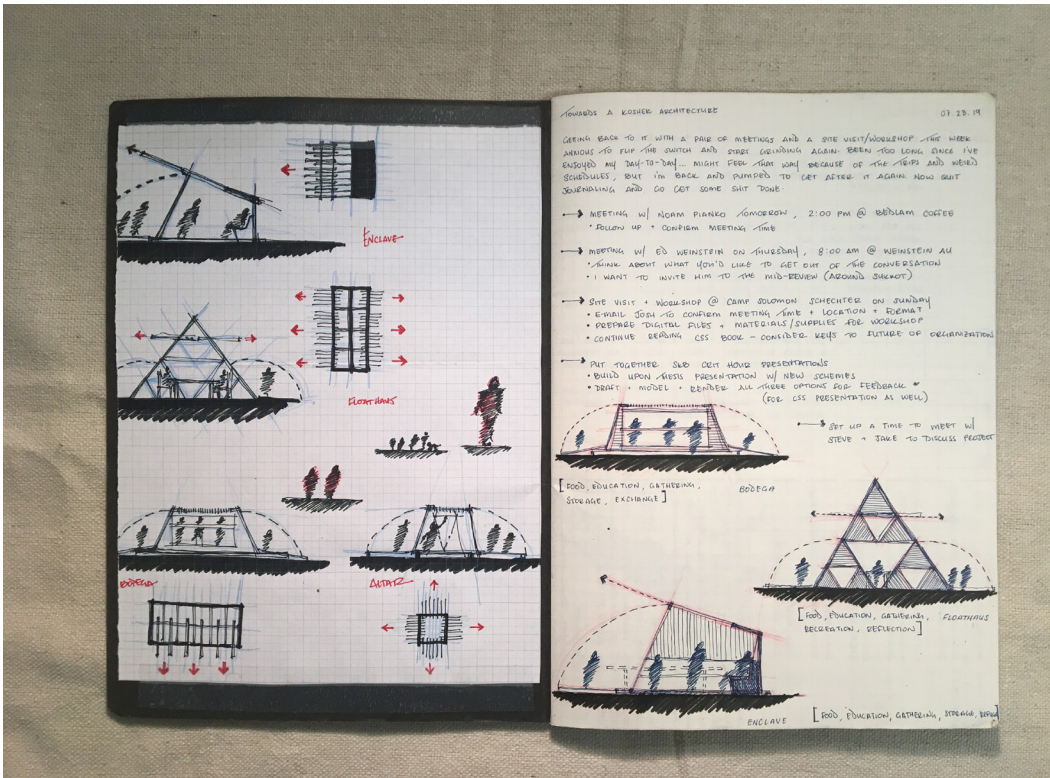 ENCLAVE
FLOATHAUS
BODEGA
ALTAR
TOWARDS A KOSHER ARCHITECTURE
07.23.19
GEEING BACK TO IT WITH A PAIR OF MEETINGS AND A SITE VISIT/WORKSHOP THIS WEEK.
ANXIOUS TO FLIP THE SWITCH AND START GRINDING AGAIN. BEEN TOO LONG SINCE I'VE
ENJOYED MY DAY-TO-DAY... MIGHT FEEL THAT WAY BECAUSE OF THE TRIPS AND WEIRD
SCHEDULES, BUT I'M BACK AND PUMPED TO GET AFTER IT AGAIN. NOW QUIT
JOURNALING AND GO GET SOME SHIT DONE.
→ MEETING W/ NOAM PIANKO TOMORROW, 2:00 PM @ BEDLAM COFFEE
• FOLLOW UP + CONFIRM MEETING TIME
→ MEETING W/ ED WEINSTEIN ON THURSDAY, 8:00 AM @ WEINSTEIN AU
• THINK ABOUT WHAT YOU'D LIKE TO GET OUT OF THE CONVERSATION
• I WANT TO INVITE HIM TO THE MID-REVIEW (AROUND SUKKOT)
→ SITE VISIT + WORKSHOP @ CAMP SOLOMON SCHECHTER ON SUNDAY
• E-MAIL JOSH TO CONFIRM MEETING TIME + LOCATION + FORMAT
• PREPARE DIGITAL FILES + MATERIALS/SUPPLIES FOR WORKSHOP
• CONTINUE READING CSS BOOK - CONSIDER KEYS TO FUTURE OF ORGANIZATION
→ PUT TOGETHER SKB CRIT HOUR PRESENTATIONS
• BUILD UPON THESIS PRESENTATION W/ NEW SCHEMES
• DRAFT + MODEL + RENDER ALL THREE OPTIONS FOR FEEDBACK *
(FOR CSS PRESENTATION AS WELL)
→ SET UP A TIME TO MEET W/
STEVE + JAKE TO DISCUSS PROJECT
[FOOD, EDUCATION, GATHERING,
STORAGE, EXCHANGE]
BODEGA
[FOOD, EDUCATION, GATHERING,
RECREATION, REFLECTION]
FLOATHAUS
ENCLAVE
[FOOD, EDUCATION, GATHERING, STORAGE,